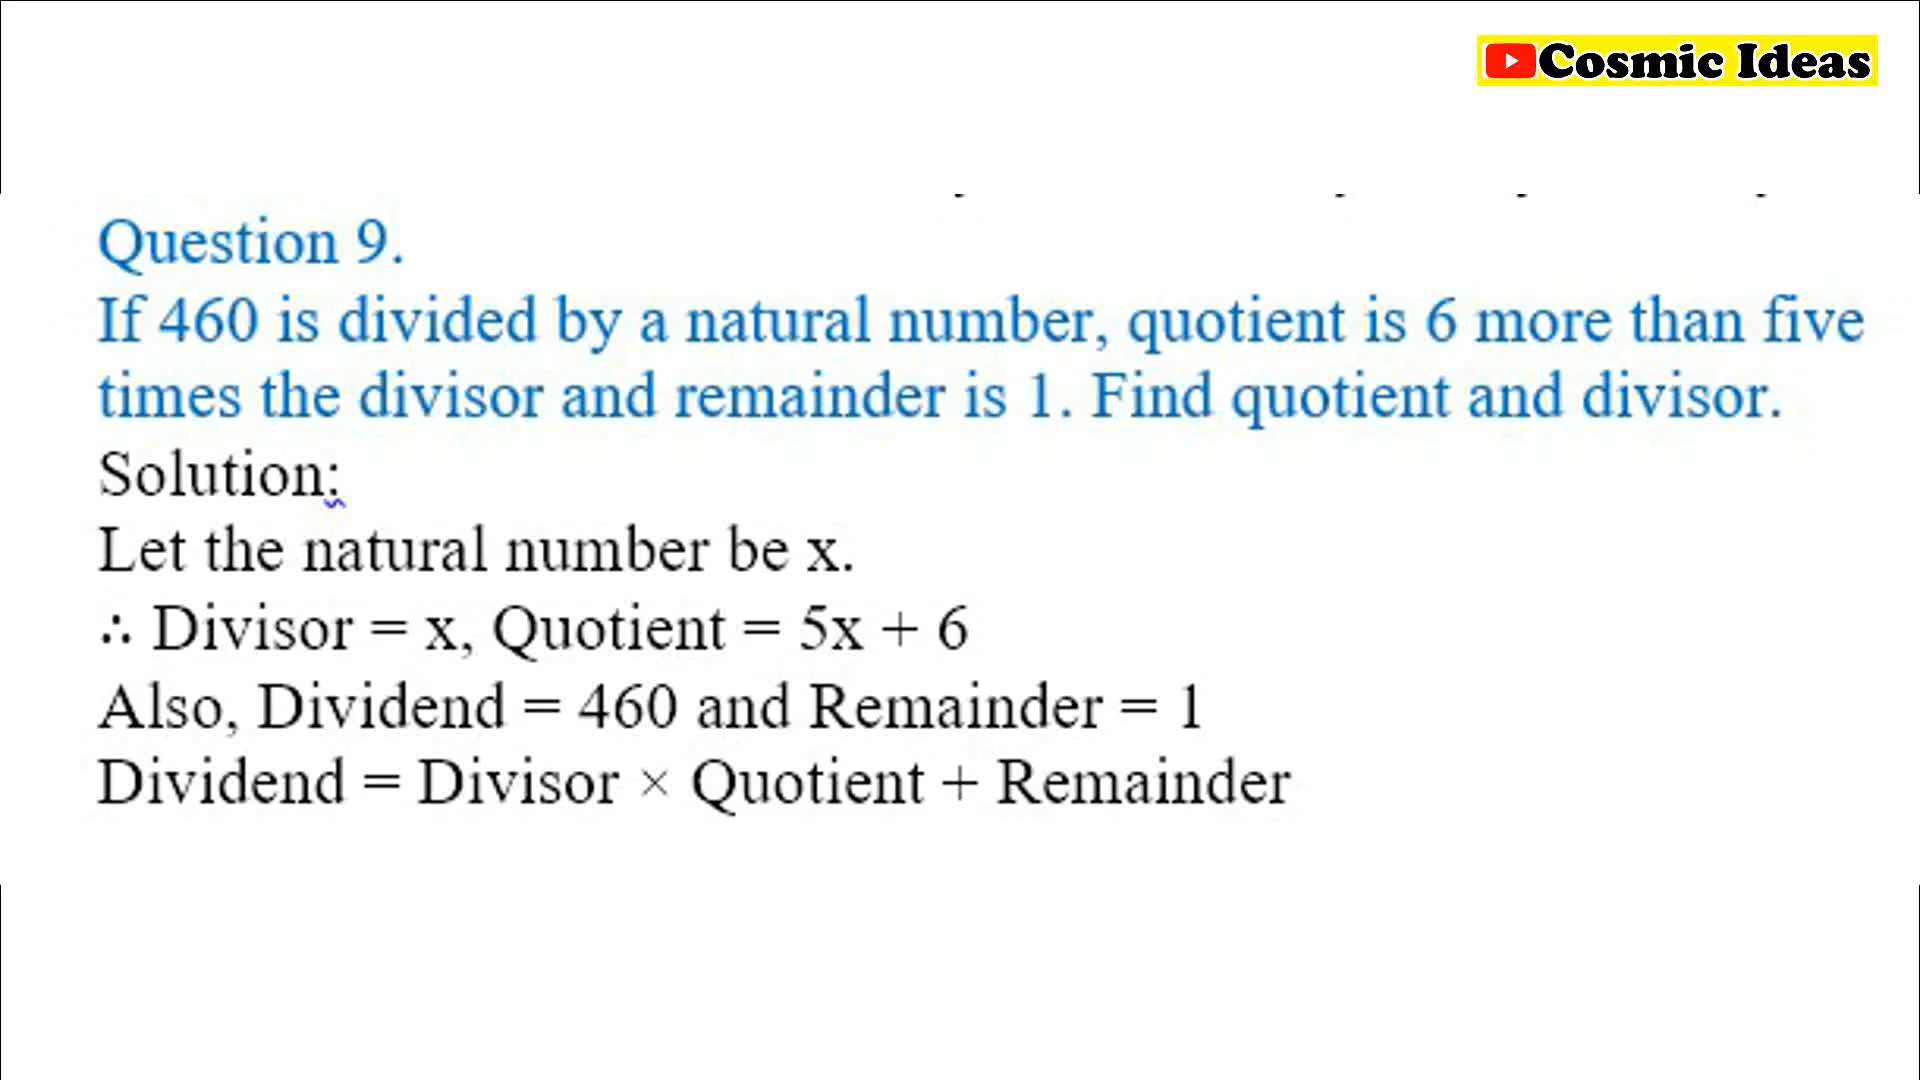 Cosmic Ideas
Question 9.
If 460 is divided by a natural number, quotient is 6 more than five
times the divisor and remainder is 1. Find quotient and divisor.
Solution:
Let the natural number be x.
∴ Divisor = x, Quotient = 5x + 6
Also, Dividend = 460 and Remainder = 1
Dividend = Divisor × Quotient + Remainder